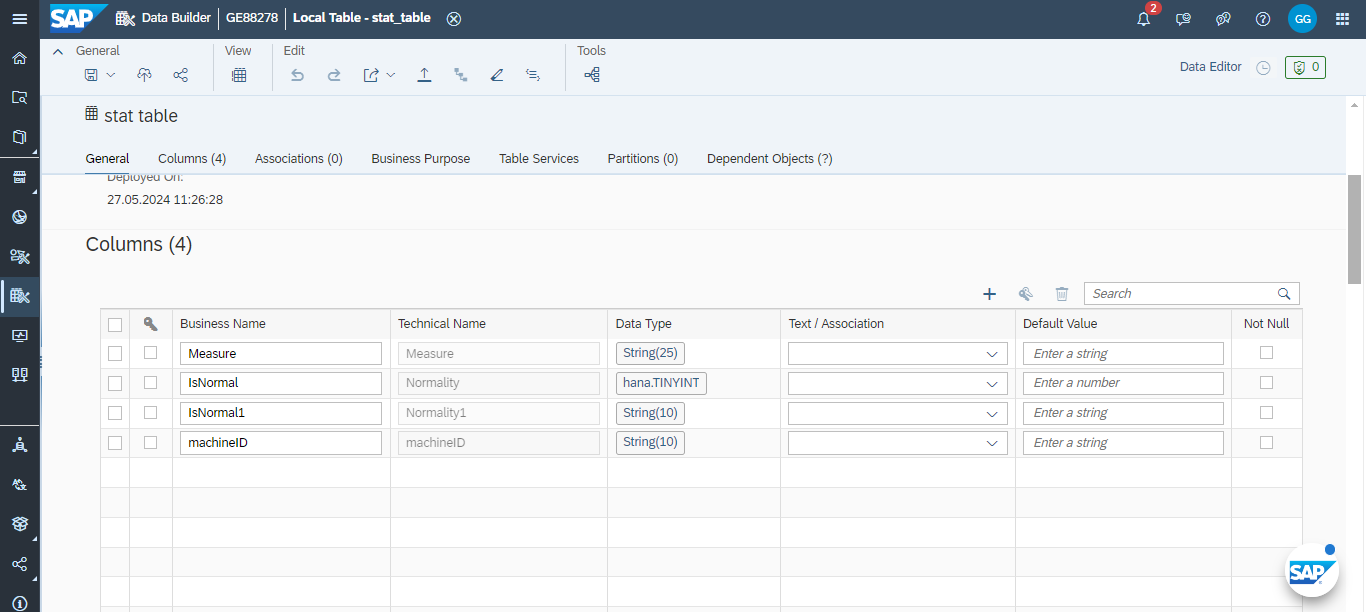 SAP Data Builder GE88278 Local Table - stat_table 2 GG
General View Edit Tools
Data Editor 0
stat table
General Columns (4) Associations (0) Business Purpose Table Services Partitions (0) Dependent Objects (?)
Deployed On:
27.05.2024 11:26:28
Columns (4)
Search
Business Name Technical Name Data Type Text / Association Default Value Not Null
Measure Measure String(25) Enter a string
IsNormal Normality hana.TINYINT Enter a number
IsNormal1 Normality1 String(10) Enter a string
machineID machineID String(10) Enter a string
SAP